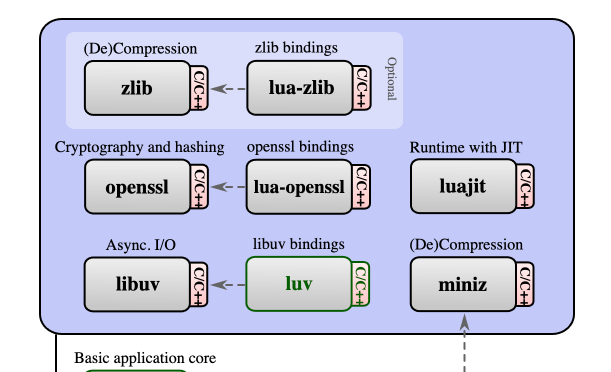 (De)Compression
zlib bindings
zlib
C/C++
lua-zlib
C/C++
Optional
Cryptography and hashing
openssl bindings
Runtime with JIT
openssl
C/C++
lua-openssl
C/C++
luajit
C/C++
Async. I/O
libuv bindings
(De)Compression
libuv
C/C++
luv
C/C++
miniz
C/C++
Basic application core